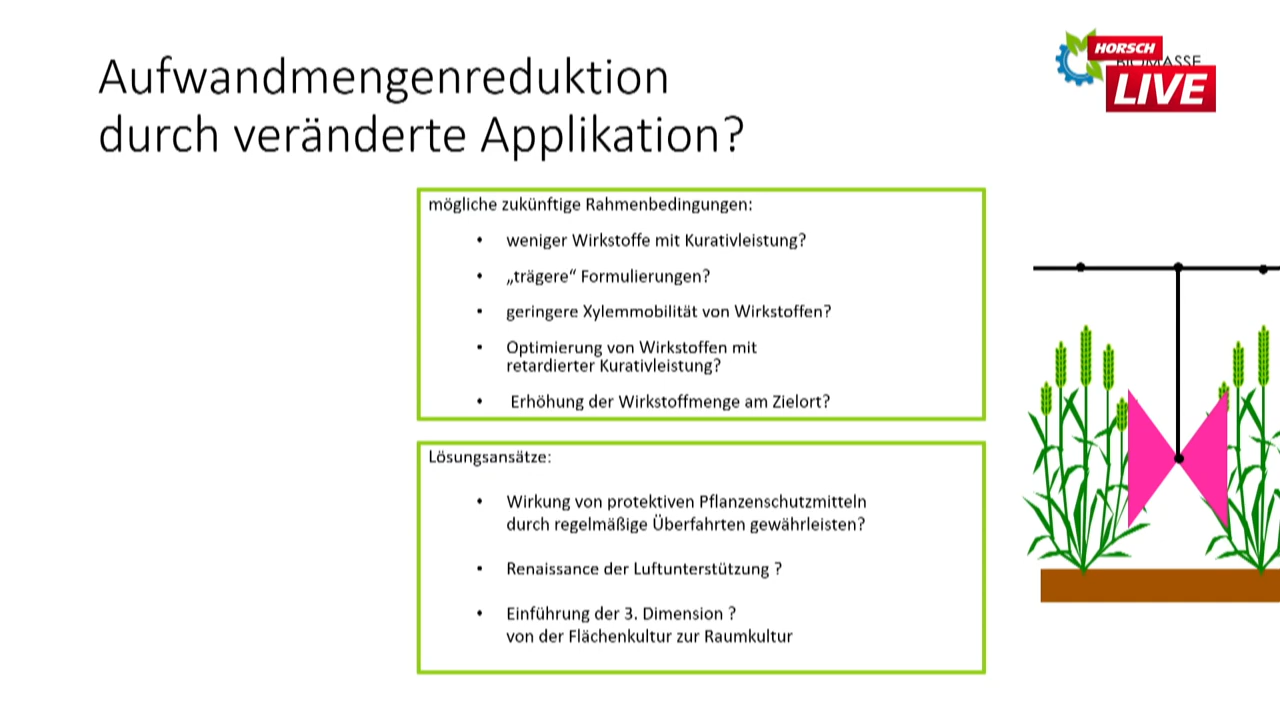 Aufwandmengenreduktion
durch veränderte Applikation?
HORSCH
LIVE
mögliche zukünftige Rahmenbedingungen:
• weniger Wirkstoffe mit Kurativleistung?
• „trägere“ Formulierungen?
• geringere Xylemmobilität von Wirkstoffen?
• Optimierung von Wirkstoffen mit
retardierter Kurativleistung?
• Erhöhung der Wirkstoffmenge am Zielort?
Lösungsansätze:
• Wirkung von protektiven Pflanzenschutzmitteln
durch regelmäßige Überfahrten gewährleisten?
• Renaissance der Luftunterstützung ?
• Einführung der 3. Dimension ?
von der Flächenkultur zur Raumkultur